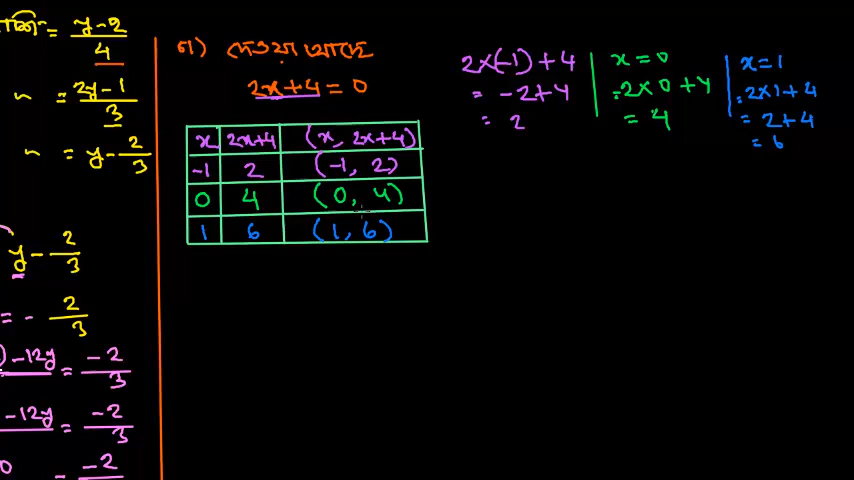 = y-2/4
〃 = 2y-1/3
〃 = y-2/3
y-2/3
= - 2/3
)-12y = -2/3
-12y = -2/3
= -2
গ) দেওয়া আছে
2x+4 = 0
x 2x+4 (x, 2x+4)
-1 2 (-1, 2)
0 4 (0, 4)
1 6 (1, 6)
2×(-1)+4
= -2+4
= 2
x=0
=2×0+4
= 4
x=1
=2×1+4
= 2+4
= 6